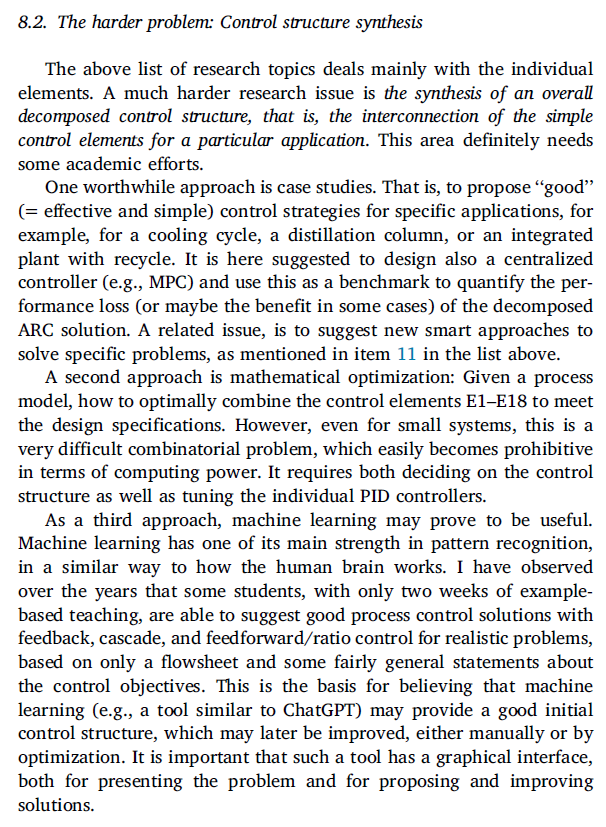 8.2. The harder problem: Control structure synthesis
The above list of research topics deals mainly with the individual
elements. A much harder research issue is the synthesis of an overall
decomposed control structure, that is, the interconnection of the simple
control elements for a particular application. This area definitely needs
some academic efforts.
One worthwhile approach is case studies. That is, to propose “good”
(= effective and simple) control strategies for specific applications, for
example, for a cooling cycle, a distillation column, or an integrated
plant with recycle. It is here suggested to design also a centralized
controller (e.g., MPC) and use this as a benchmark to quantify the per-
formance loss (or maybe the benefit in some cases) of the decomposed
ARC solution. A related issue, is to suggest new smart approaches to
solve specific problems, as mentioned in item 11 in the list above.
A second approach is mathematical optimization: Given a process
model, how to optimally combine the control elements E1–E18 to meet
the design specifications. However, even for small systems, this is a
very difficult combinatorial problem, which easily becomes prohibitive
in terms of computing power. It requires both deciding on the control
structure as well as tuning the individual PID controllers.
As a third approach, machine learning may prove to be useful.
Machine learning has one of its main strength in pattern recognition,
in a similar way to how the human brain works. I have observed
over the years that some students, with only two weeks of example-
based teaching, are able to suggest good process control solutions with
feedback, cascade, and feedforward/ratio control for realistic problems,
based on only a flowsheet and some fairly general statements about
the control objectives. This is the basis for believing that machine
learning (e.g., a tool similar to ChatGPT) may provide a good initial
control structure, which may later be improved, either manually or by
optimization. It is important that such a tool has a graphical interface,
both for presenting the problem and for proposing and improving
solutions.